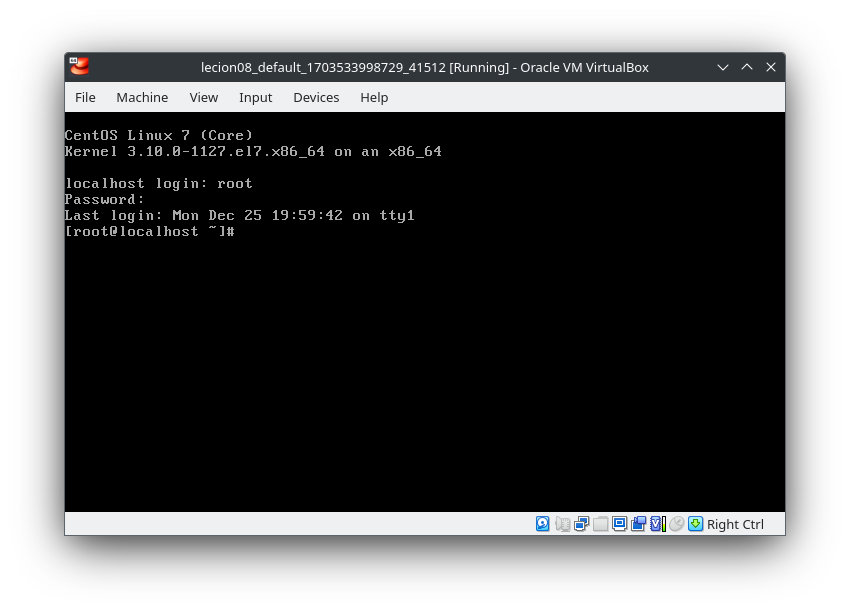 lecion08_default_1703533998729_41512 [Running] - Oracle VM VirtualBox
File Machine View Input Devices Help
CentOS Linux 7 (Core)
Kernel 3.10.0-1127.el7.x86_64 on an x86_64
localhost login: root
Password:
Last login: Mon Dec 25 19:59:42 on tty1
[root@localhost ~]#
Right Ctrl